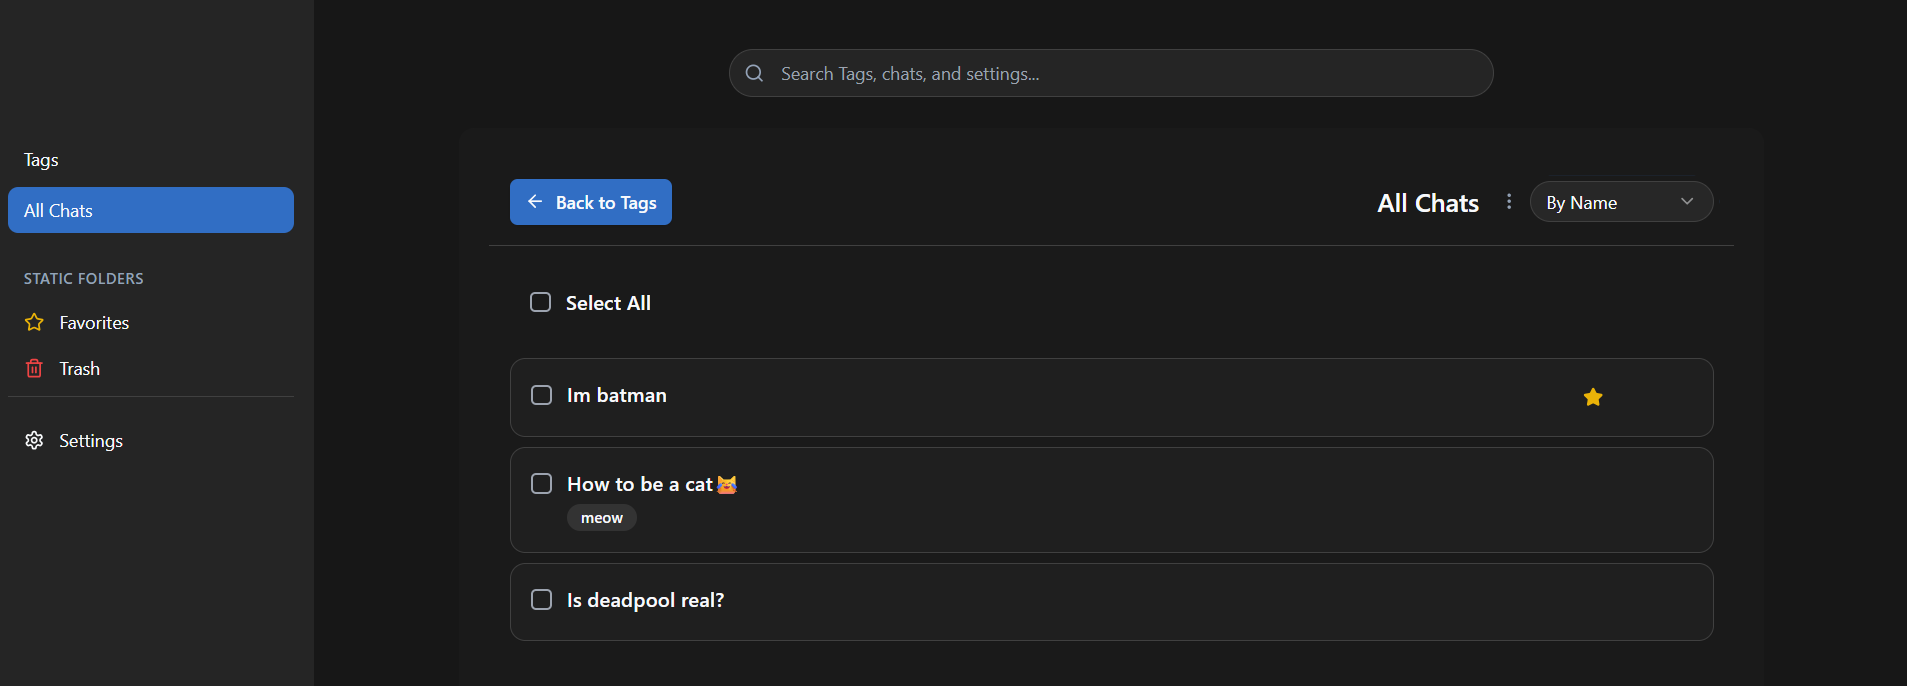 Search Tags, chats, and settings...
Tags
All Chats
STATIC FOLDERS
Favorites
Trash
Settings
Back to Tags
All Chats
By Name
Select All
Im batman
How to be a cat😹
meow
Is deadpool real?